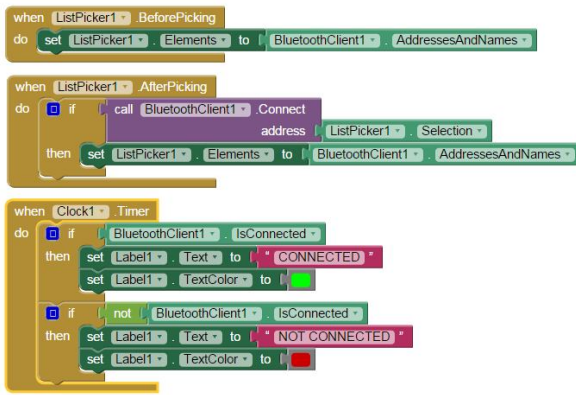 when ListPicker1 .BeforePicking
do set ListPicker1 . Elements to BluetoothClient1 . AddressesAndNames
when ListPicker1 .AfterPicking
do if call BluetoothClient1 .Connect
address ListPicker1 . Selection
then set ListPicker1 . Elements to BluetoothClient1 . AddressesAndNames
when Clock1 .Timer
do if BluetoothClient1 . IsConnected
then set Label1 . Text to " CONNECTED "
set Label1 . TextColor to
if not BluetoothClient1 . IsConnected
then set Label1 . Text to " NOT CONNECTED "
set Label1 . TextColor to